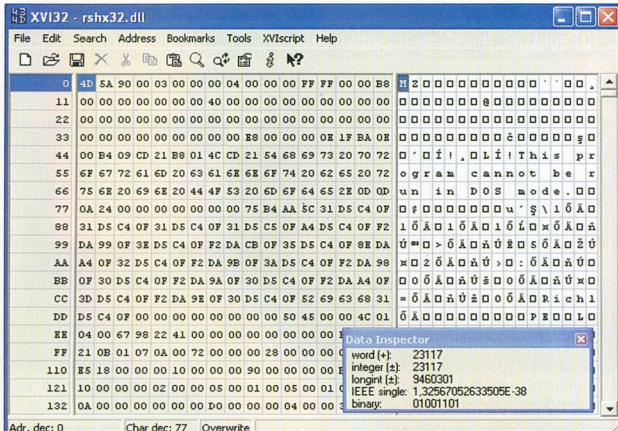 XVI32 - rshx32.dll
File Edit Search Address Bookmarks Tools XVIscript Help
0 4D 5A 90 00 03 00 00 00 04 00 00 00 FF FF 00 00 B8
11 00 00 00 00 00 00 00 40 00 00 00 00 00 00 00 00 00
22 00 00 00 00 00 00 00 00 00 00 00 00 00 00 00 00 00
33 00 00 00 00 00 00 00 00 00 E8 00 00 00 0E 1F BA 0E
44 00 B4 09 CD 21 B8 01 4C CD 21 54 68 69 73 20 70 72
55 6F 67 72 61 6D 20 63 61 6E 6E 6F 74 20 62 65 20 72
66 75 6E 20 69 6E 20 44 4F 53 20 6D 6F 64 65 2E 0D 0D
77 0A 24 00 00 00 00 00 00 00 75 B4 AA 5C 31 D5 C4 0F
88 31 D5 C4 0F 31 D5 C4 0F 31 D5 C5 0F A4 D5 C4 0F F2
99 DA 99 0F 3E D5 C4 0F F2 DA CB 0F 35 D5 C4 0F 8E DA
AA A4 0F 32 D5 C4 0F F2 DA 9B 0F 3A D5 C4 0F F2 DA 98
BB 0F 30 D5 C4 0F F2 DA 9A 0F 30 D5 C4 0F F2 DA A4 0F
CC 3D D5 C4 0F F2 DA 9E 0F 30 D5 C4 0F 52 69 63 68 31
DD D5 C4 0F 00 00 00 00 00 00 00 00 50 45 00 00 4C 01
EE 04 00 67 98 22 41 00 00 00 00 00 00 00 00
FF 21 0B 01 07 0A 00 72 00 00 00 28 00 00 00
110 E5 18 00 00 00 10 00 00 00 90 00 00 00 00
121 10 00 00 00 02 00 00 05 00 01 00 05 00 01
132 0A 00 00 00 00 00 D0 00 00 00 04 00 00
This pr
ogram cannot be r
un in DOS mode.
Rich1
PE L
Data Inspector
word (+): 23117
integer (±): 23117
longint (±): 9460301
IEEE single: 1,32567052633505E-38
binary: 01001101
Adr. dec: 0 Char dec: 77 Overwrite